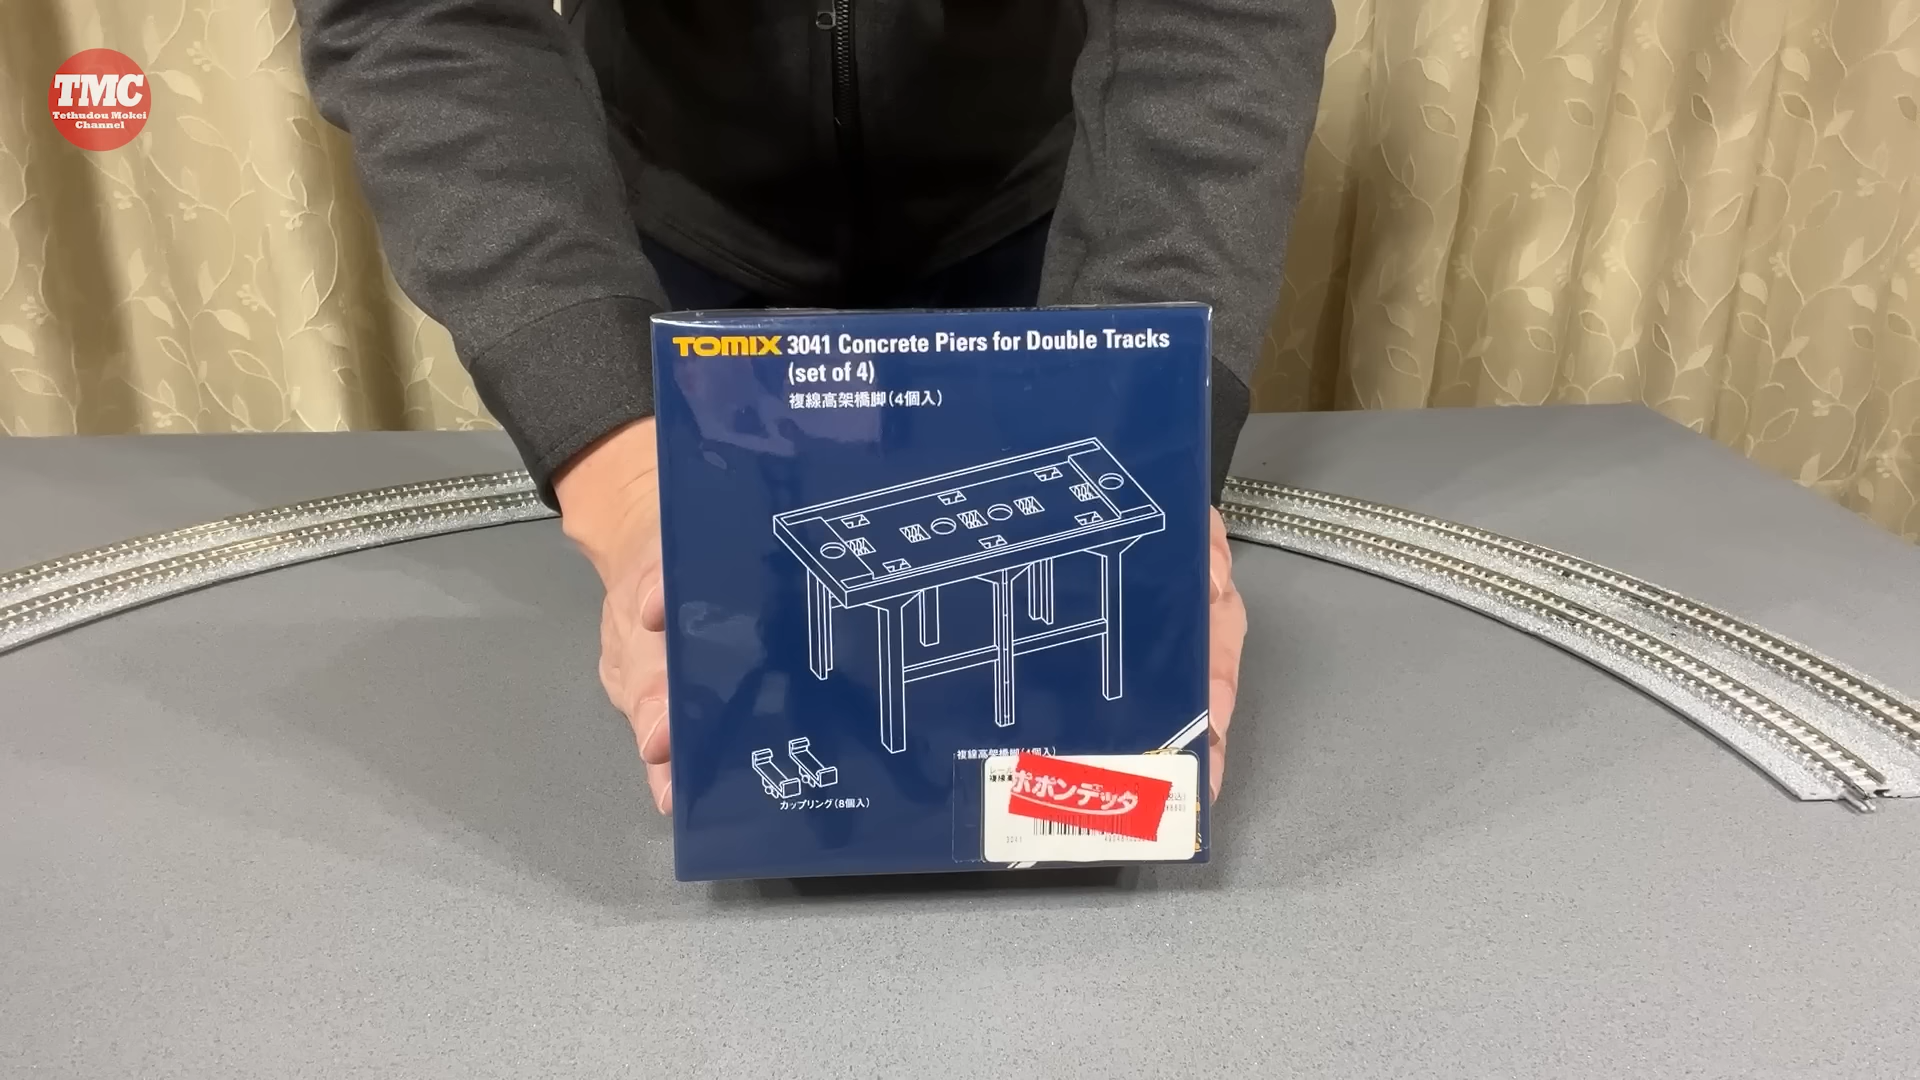 TMC
Tethudou Mokei
Channel
TOMIX 3041 Concrete Piers for Double Tracks
(set of 4)
複線高架橋脚(4個入)
カップリング(8個入)
複線高架橋脚(4個入)
ポポンデッタ
3041